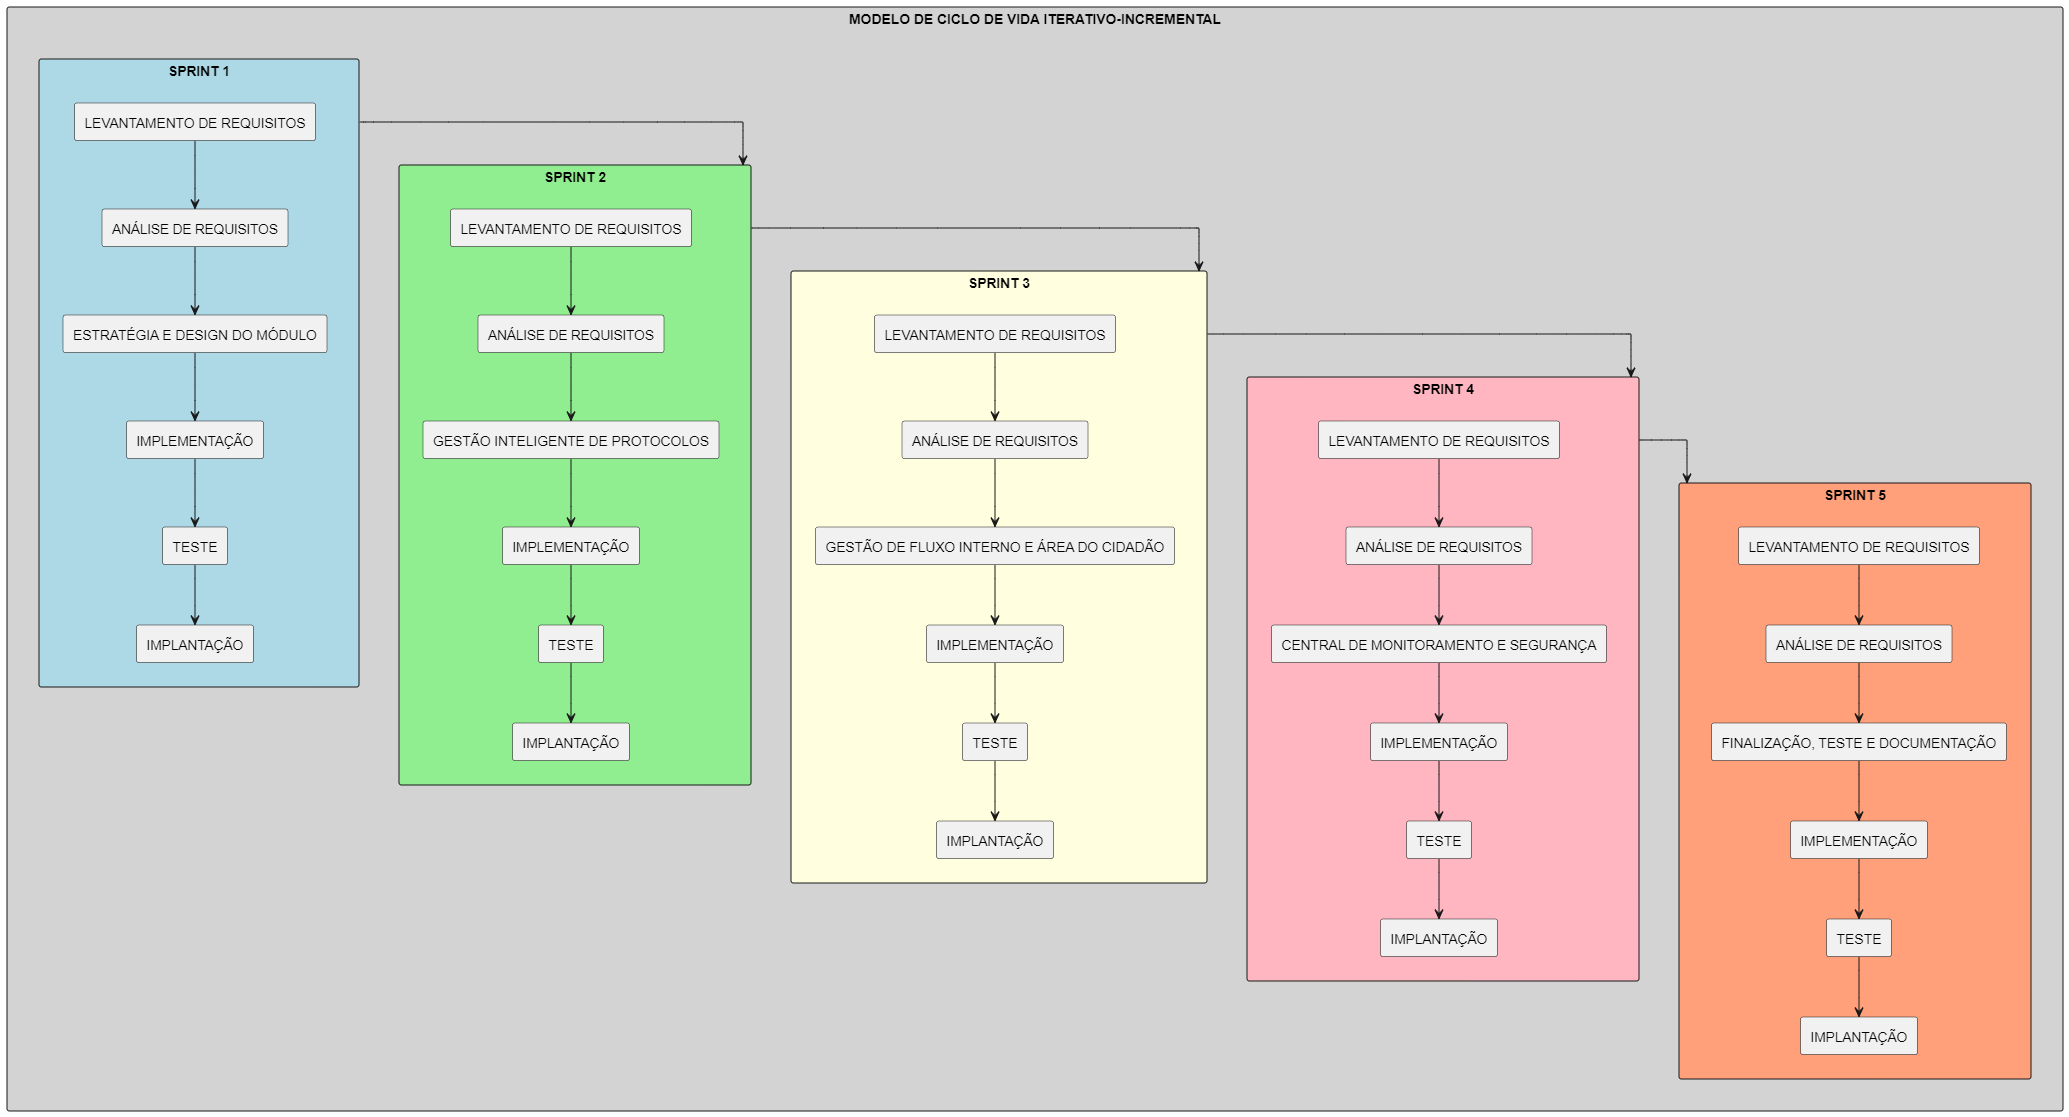 MODELO DE CICLO DE VIDA ITERATIVO-INCREMENTAL
SPRINT 1
LEVANTAMENTO DE REQUISITOS
ANÁLISE DE REQUISITOS
ESTRATÉGIA E DESIGN DO MÓDULO
IMPLEMENTAÇÃO
TESTE
IMPLANTAÇÃO
SPRINT 2
LEVANTAMENTO DE REQUISITOS
ANÁLISE DE REQUISITOS
GESTÃO INTELIGENTE DE PROTOCOLOS
IMPLEMENTAÇÃO
TESTE
IMPLANTAÇÃO
SPRINT 3
LEVANTAMENTO DE REQUISITOS
ANÁLISE DE REQUISITOS
GESTÃO DE FLUXO INTERNO E ÁREA DO CIDADÃO
IMPLEMENTAÇÃO
TESTE
IMPLANTAÇÃO
SPRINT 4
LEVANTAMENTO DE REQUISITOS
ANÁLISE DE REQUISITOS
CENTRAL DE MONITORAMENTO E SEGURANÇA
IMPLEMENTAÇÃO
TESTE
IMPLANTAÇÃO
SPRINT 5
LEVANTAMENTO DE REQUISITOS
ANÁLISE DE REQUISITOS
FINALIZAÇÃO, TESTE E DOCUMENTAÇÃO
IMPLEMENTAÇÃO
TESTE
IMPLANTAÇÃO